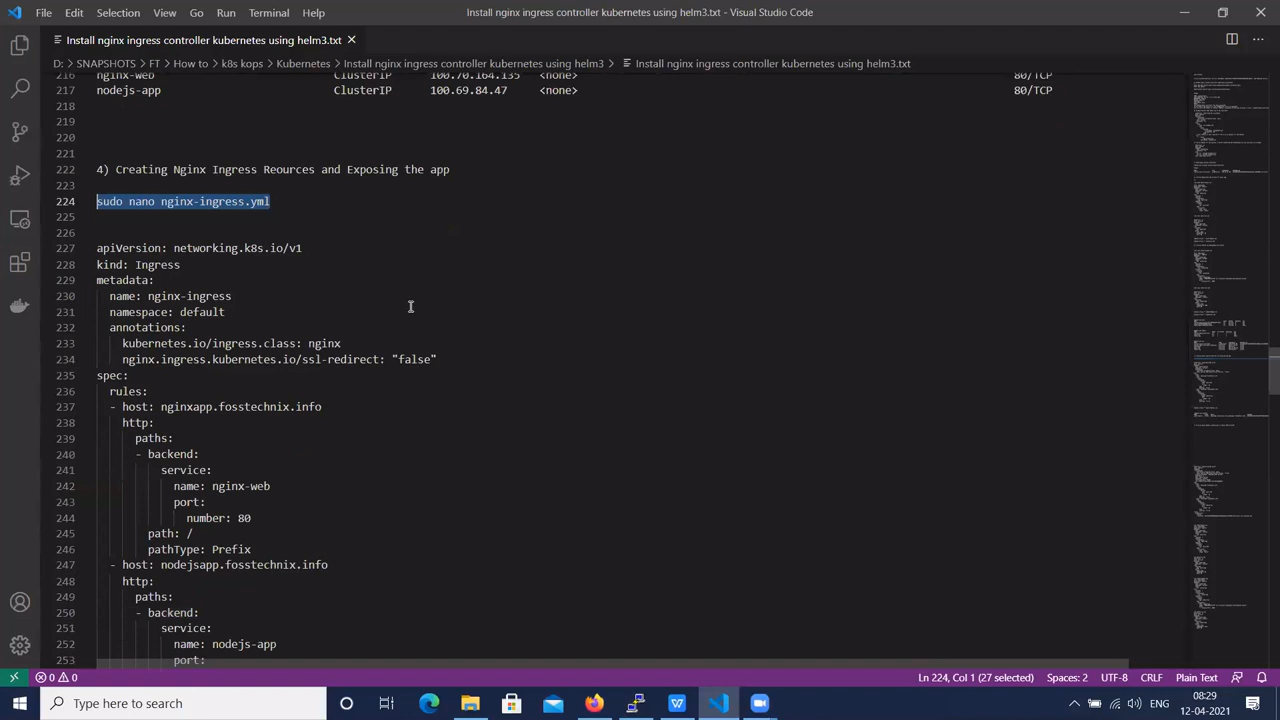 File Edit Selection View Go Run Terminal Help
Install nginx ingress controller kubernetes using helm3.txt - Visual Studio Code
Install nginx ingress controller kubernetes using helm3.txt
D: > SNAPSHOTS > FT > How to > k8s kops > Kubernetes > Install nginx ingress controller kubernetes using helm3 > Install nginx ingress controller kubernetes using helm3.txt
216 nginx-web ClusterIP 100.70.164.135 <none> 80/TCP
217 nodejs-app ClusterIP 100.69.84.21 <none> 80/TCP
218
219
220
221
222 4) Creating Nginx Ingress Rources and Exposing the app
223
224 sudo nano nginx-ingress.yml
225
226
227 apiVersion: networking.k8s.io/v1
228 kind: Ingress
229 metadata:
230 name: nginx-ingress
231 namespace: default
232 annotations:
233 kubernetes.io/ingress.class: nginx
234 nginx.ingress.kubernetes.io/ssl-redirect: "false"
235 spec:
236 rules:
237 - host: nginxapp.fosstechnix.info
238 http:
239 paths:
240 - backend:
241 service:
242 name: nginx-web
243 port:
244 number: 80
245 path: /
246 pathType: Prefix
247 - host: nodejsapp.fosstechnix.info
248 http:
249 paths:
250 - backend:
251 service:
252 name: nodejs-app
253 port:
0 0
Ln 224, Col 1 (27 selected) Spaces: 2 UTF-8 CRLF Plain Text
Type here to search
08:29
12-04-2021